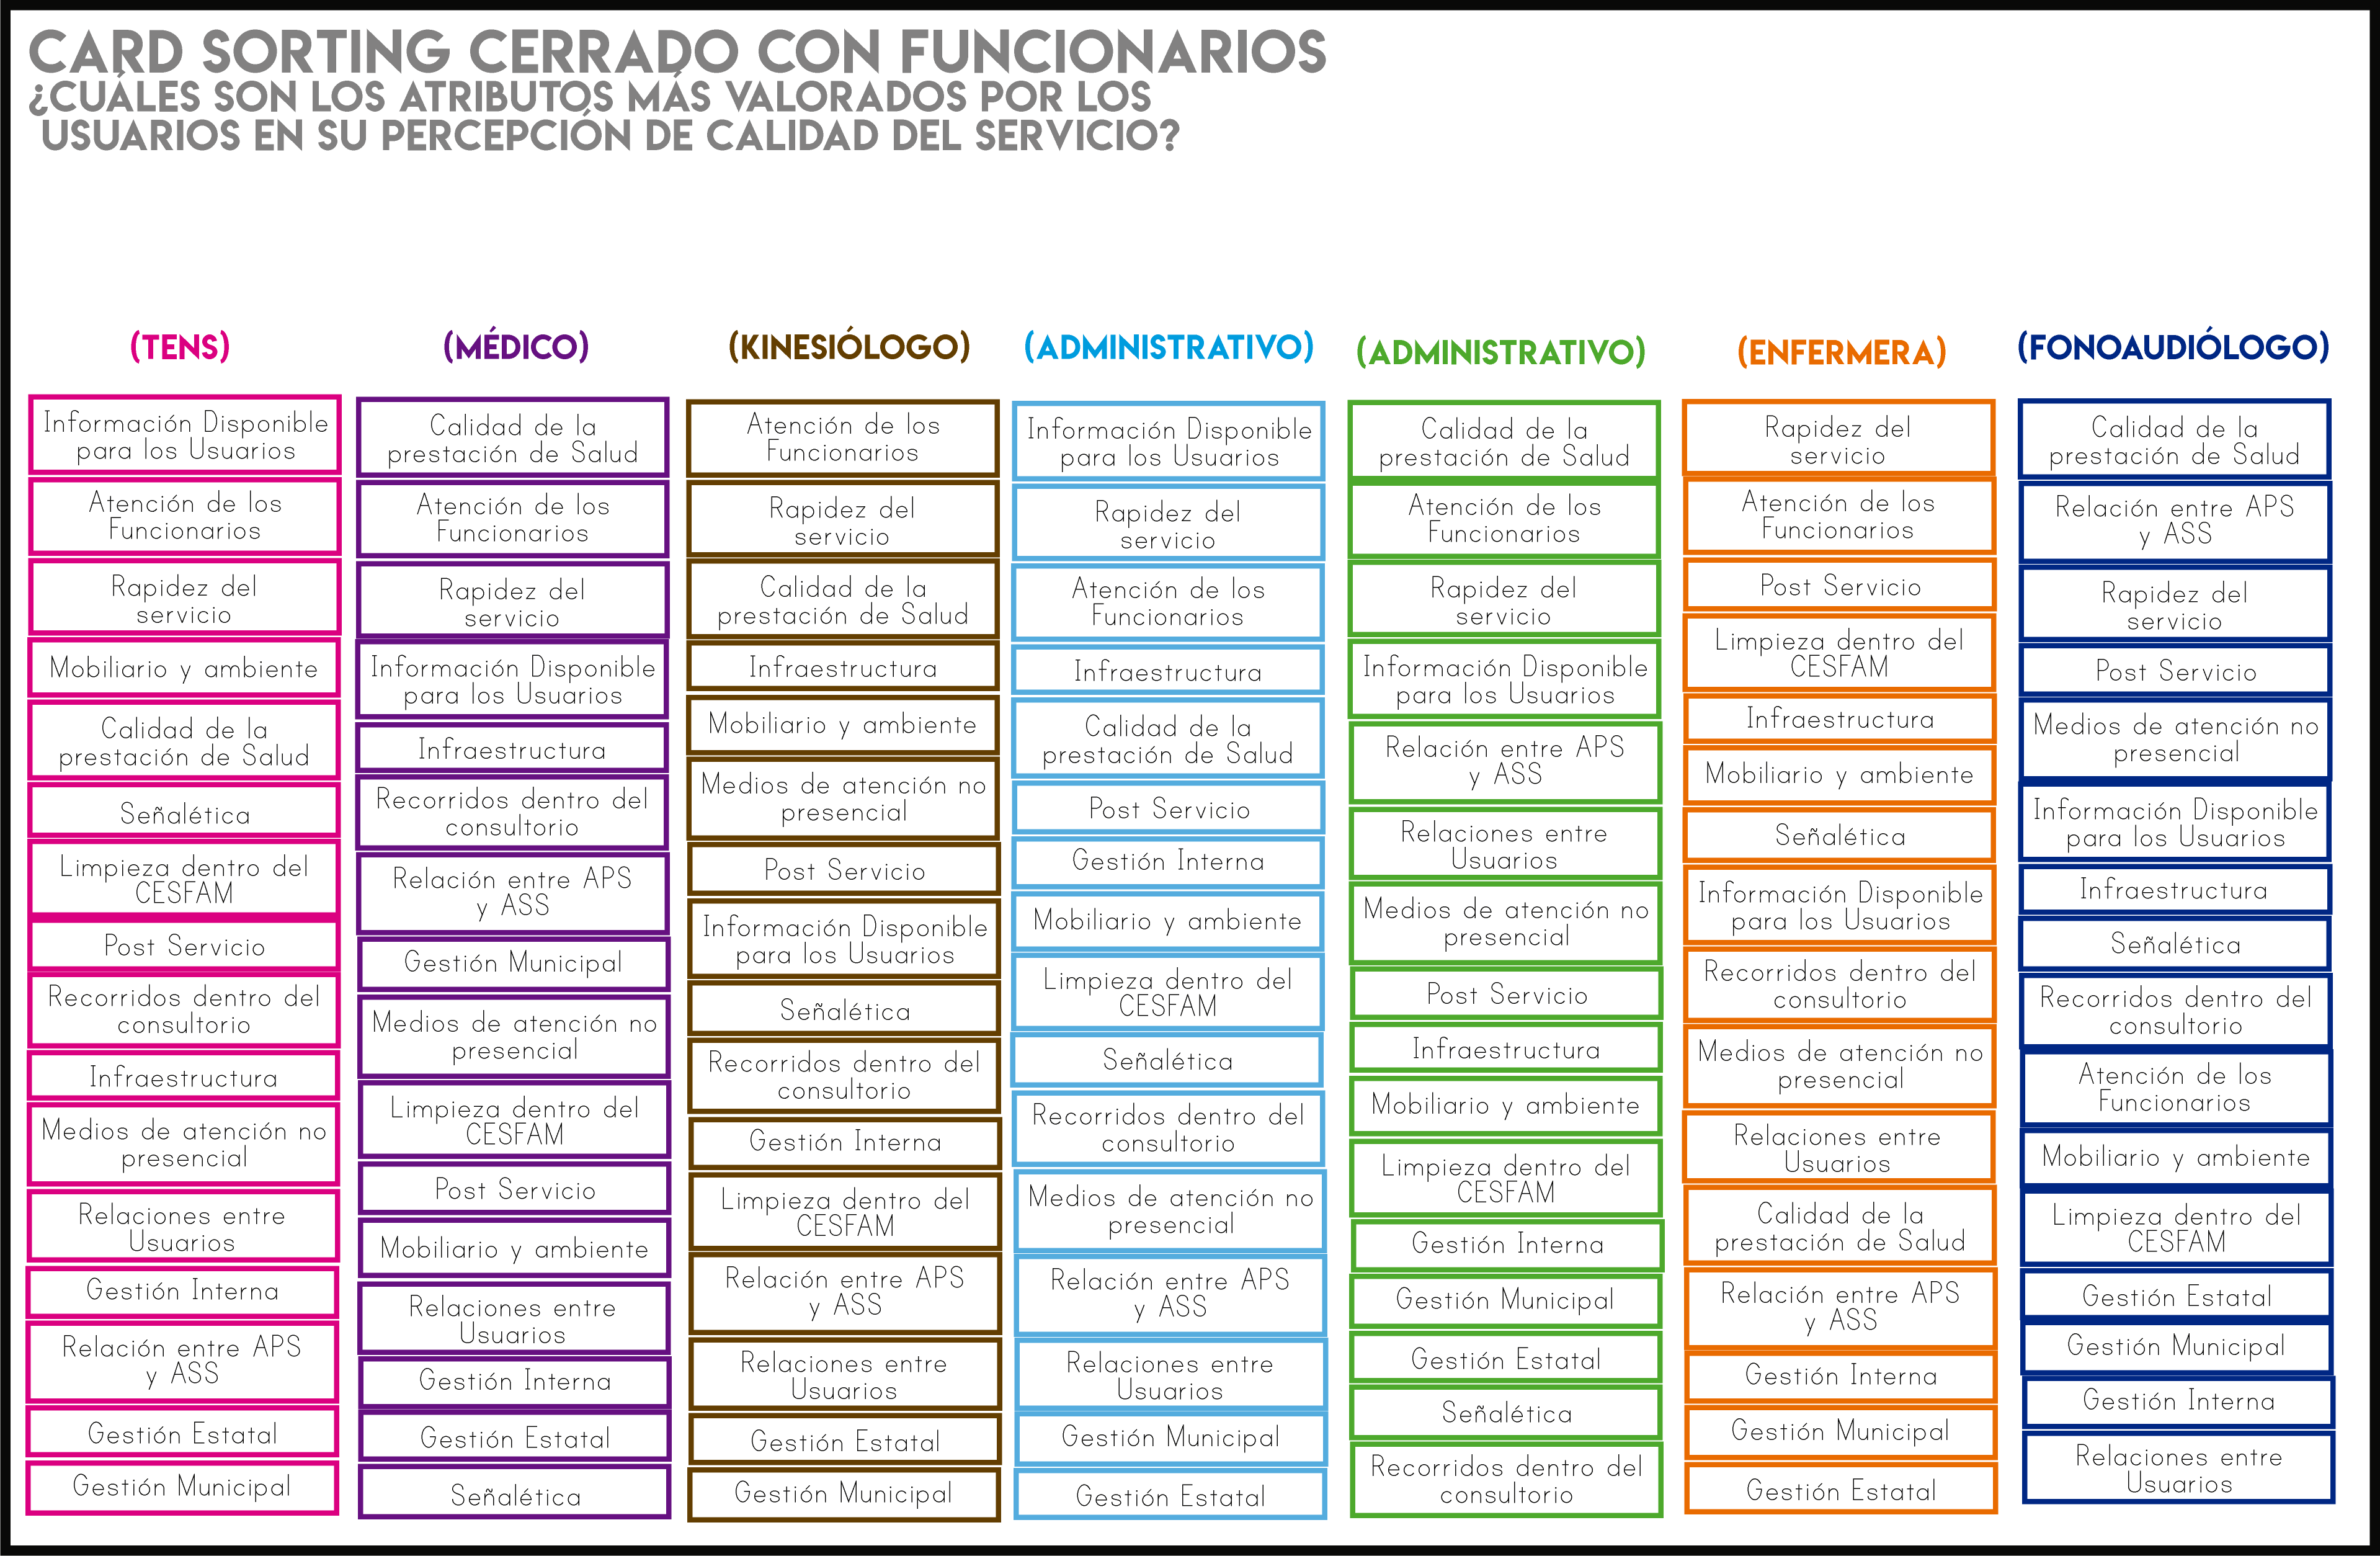 CARD SORTING CERRADO CON FUNCIONARIOS
¿CUÁLES SON LOS ATRIBUTOS MÁS VALORADOS POR LOS
USUARIOS EN SU PERCEPCIÓN DE CALIDAD DEL SERVICIO?
(TENS)
Información Disponible
para los Usuarios
Atención de los
Funcionarios
Rapidez del
servicio
Mobiliario y ambiente
Calidad de la
prestación de Salud
Señalética
Limpieza dentro del
CESFAM
Post Servicio
Recorridos dentro del
consultorio
Infraestructura
Medios de atención no
presencial
Relaciones entre
Usuarios
Gestión Interna
Relación entre APS
y ASS
Gestión Estatal
Gestión Municipal
(MÉDICO)
Calidad de la
prestación de Salud
Atención de los
Funcionarios
Rapidez del
servicio
Información Disponible
para los Usuarios
Infraestructura
Recorridos dentro del
consultorio
Relación entre APS
y ASS
Gestión Municipal
Medios de atención no
presencial
Limpieza dentro del
CESFAM
Post Servicio
Mobiliario y ambiente
Relaciones entre
Usuarios
Gestión Interna
Gestión Estatal
Señalética
(KINESIÓLOGO)
Atención de los
Funcionarios
Rapidez del
servicio
Calidad de la
prestación de Salud
Infraestructura
Mobiliario y ambiente
Medios de atención no
presencial
Post Servicio
Información Disponible
para los Usuarios
Señalética
Recorridos dentro del
consultorio
Gestión Interna
Limpieza dentro del
CESFAM
Relación entre APS
y ASS
Relaciones entre
Usuarios
Gestión Estatal
Gestión Municipal
(ADMINISTRATIVO)
Información Disponible
para los Usuarios
Rapidez del
servicio
Atención de los
Funcionarios
Infraestructura
Calidad de la
prestación de Salud
Post Servicio
Gestión Interna
Mobiliario y ambiente
Limpieza dentro del
CESFAM
Señalética
Recorridos dentro del
consultorio
Medios de atención no
presencial
Relación entre APS
y ASS
Relaciones entre
Usuarios
Gestión Municipal
Gestión Estatal
(ADMINISTRATIVO)
Calidad de la
prestación de Salud
Atención de los
Funcionarios
Rapidez del
servicio
Información Disponible
para los Usuarios
Relación entre APS
y ASS
Relaciones entre
Usuarios
Medios de atención no
presencial
Post Servicio
Infraestructura
Mobiliario y ambiente
Limpieza dentro del
CESFAM
Gestión Interna
Gestión Municipal
Gestión Estatal
Señalética
Recorridos dentro del
consultorio
(ENFERMERA)
Rapidez del
servicio
Atención de los
Funcionarios
Post Servicio
Limpieza dentro del
CESFAM
Infraestructura
Mobiliario y ambiente
Señalética
Información Disponible
para los Usuarios
Recorridos dentro del
consultorio
Medios de atención no
presencial
Relaciones entre
Usuarios
Calidad de la
prestación de Salud
Relación entre APS
y ASS
Gestión Interna
Gestión Municipal
Gestión Estatal
(FONOAUDIÓLOGO)
Calidad de la
prestación de Salud
Relación entre APS
y ASS
Rapidez del
servicio
Post Servicio
Medios de atención no
presencial
Información Disponible
para los Usuarios
Infraestructura
Señalética
Recorridos dentro del
consultorio
Atención de los
Funcionarios
Mobiliario y ambiente
Limpieza dentro del
CESFAM
Gestión Estatal
Gestión Municipal
Gestión Interna
Relaciones entre
Usuarios